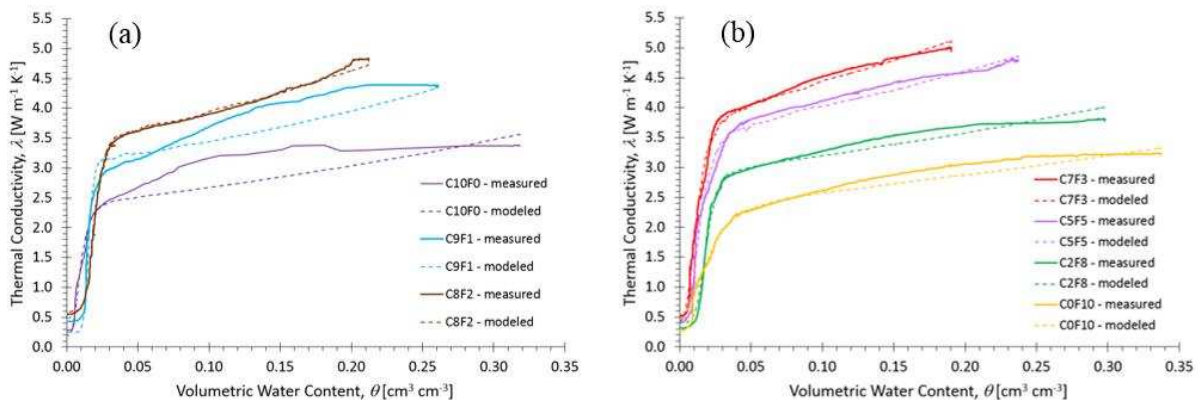 (a)
Thermal Conductivity, λ [W m⁻¹ K⁻¹]
5.5
5.0
4.5
4.0
3.5
3.0
2.5
2.0
1.5
1.0
0.5
0.0
C10F0 - measured
C10F0 - modeled
C9F1 - measured
C9F1 - modeled
C8F2 - measured
C8F2 - modeled
0.00 0.05 0.10 0.15 0.20 0.25 0.30 0.35
Volumetric Water Content, θ [cm³ cm⁻³]
(b)
Thermal Conductivity, λ [W m⁻¹ K⁻¹]
5.5
5.0
4.5
4.0
3.5
3.0
2.5
2.0
1.5
1.0
0.5
0.0
C7F3 - measured
C7F3 - modeled
C5F5 - measured
C5F5 - modeled
C2F8 - measured
C2F8 - modeled
C0F10 - measured
C0F10 - modeled
0.00 0.05 0.10 0.15 0.20 0.25 0.30 0.35
Volumetric Water Content, θ [cm³ cm⁻³]